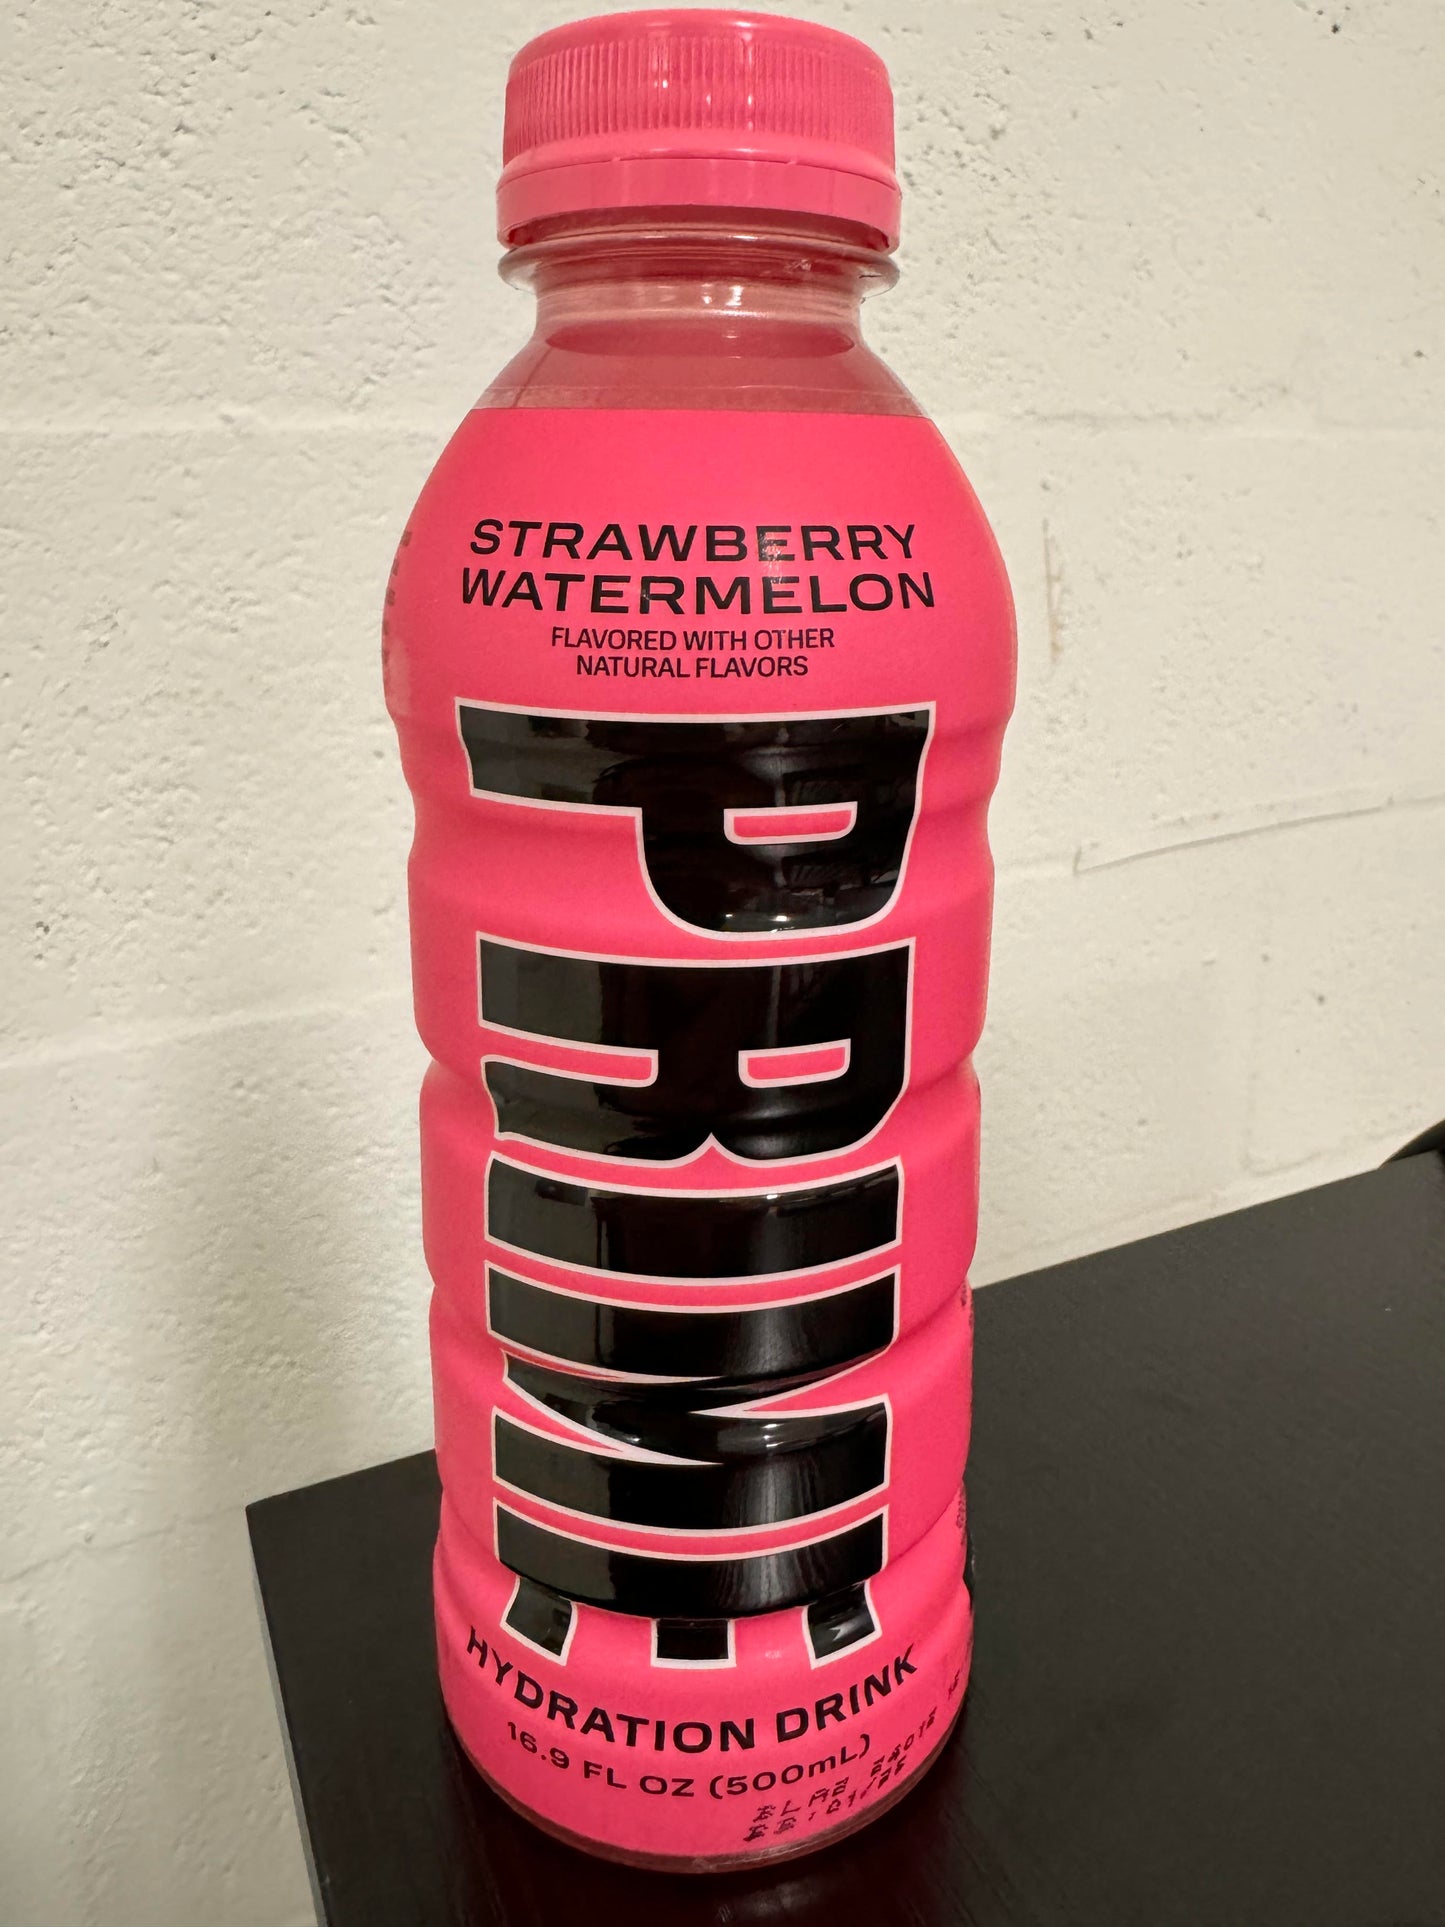 STRAWBERRY
WATERMELON
FLAVORED WITH OTHER
NATURAL FLAVORS
PRIME
HYDRATION DRINK
16.9 FL OZ (500mL)